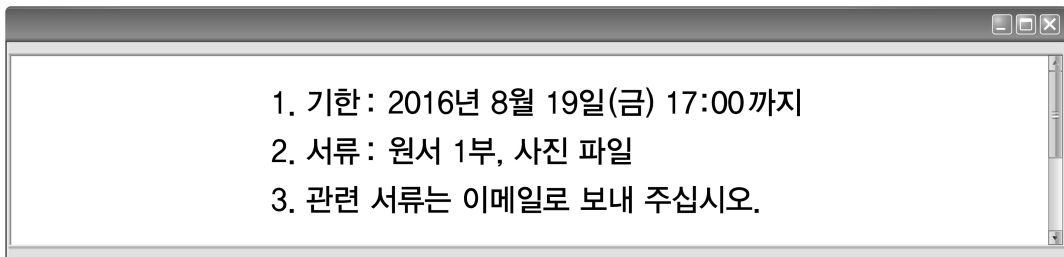 1. 기한: 2016년 8월 19일(금) 17:00까지
2. 서류: 원서 1부, 사진 파일
3. 관련 서류는 이메일로 보내 주십시오.